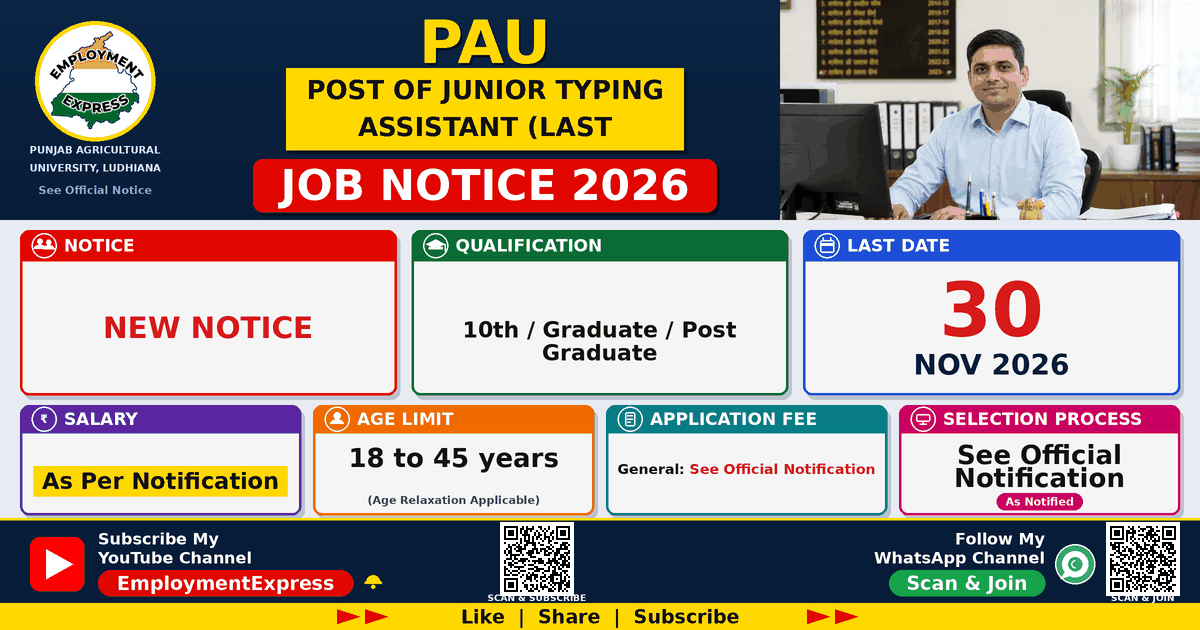 EMPLOYMENT
EXPRESS
PUNJAB AGRICULTURAL
UNIVERSITY, LUDHIANA
See Official Notice
PAU
POST OF JUNIOR TYPING
ASSISTANT (LAST
JOB NOTICE 2026
NOTICE
NEW NOTICE
QUALIFICATION
10th / Graduate / Post
Graduate
LAST DATE
30
NOV 2026
₹ SALARY
As Per Notification
AGE LIMIT
18 to 45 years
(Age Relaxation Applicable)
APPLICATION FEE
General: See Official Notification
SELECTION PROCESS
See Official
Notification
As Notified
Subscribe My
YouTube Channel
EmploymentExpress
SCAN & SUBSCRIBE
Follow My
WhatsApp Channel
Scan & Join
SCAN & JOIN
Like | Share | Subscribe